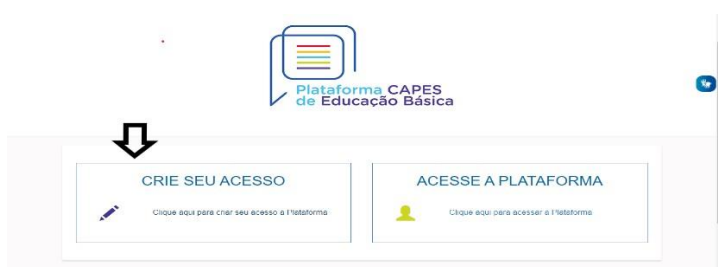 Plataforma CAPES
de Educação Básica
CRIE SEU ACESSO
Clique aqui para criar seu acesso a Plataforma
ACESSE A PLATAFORMA
Clique aqui para acessar a Plataforma